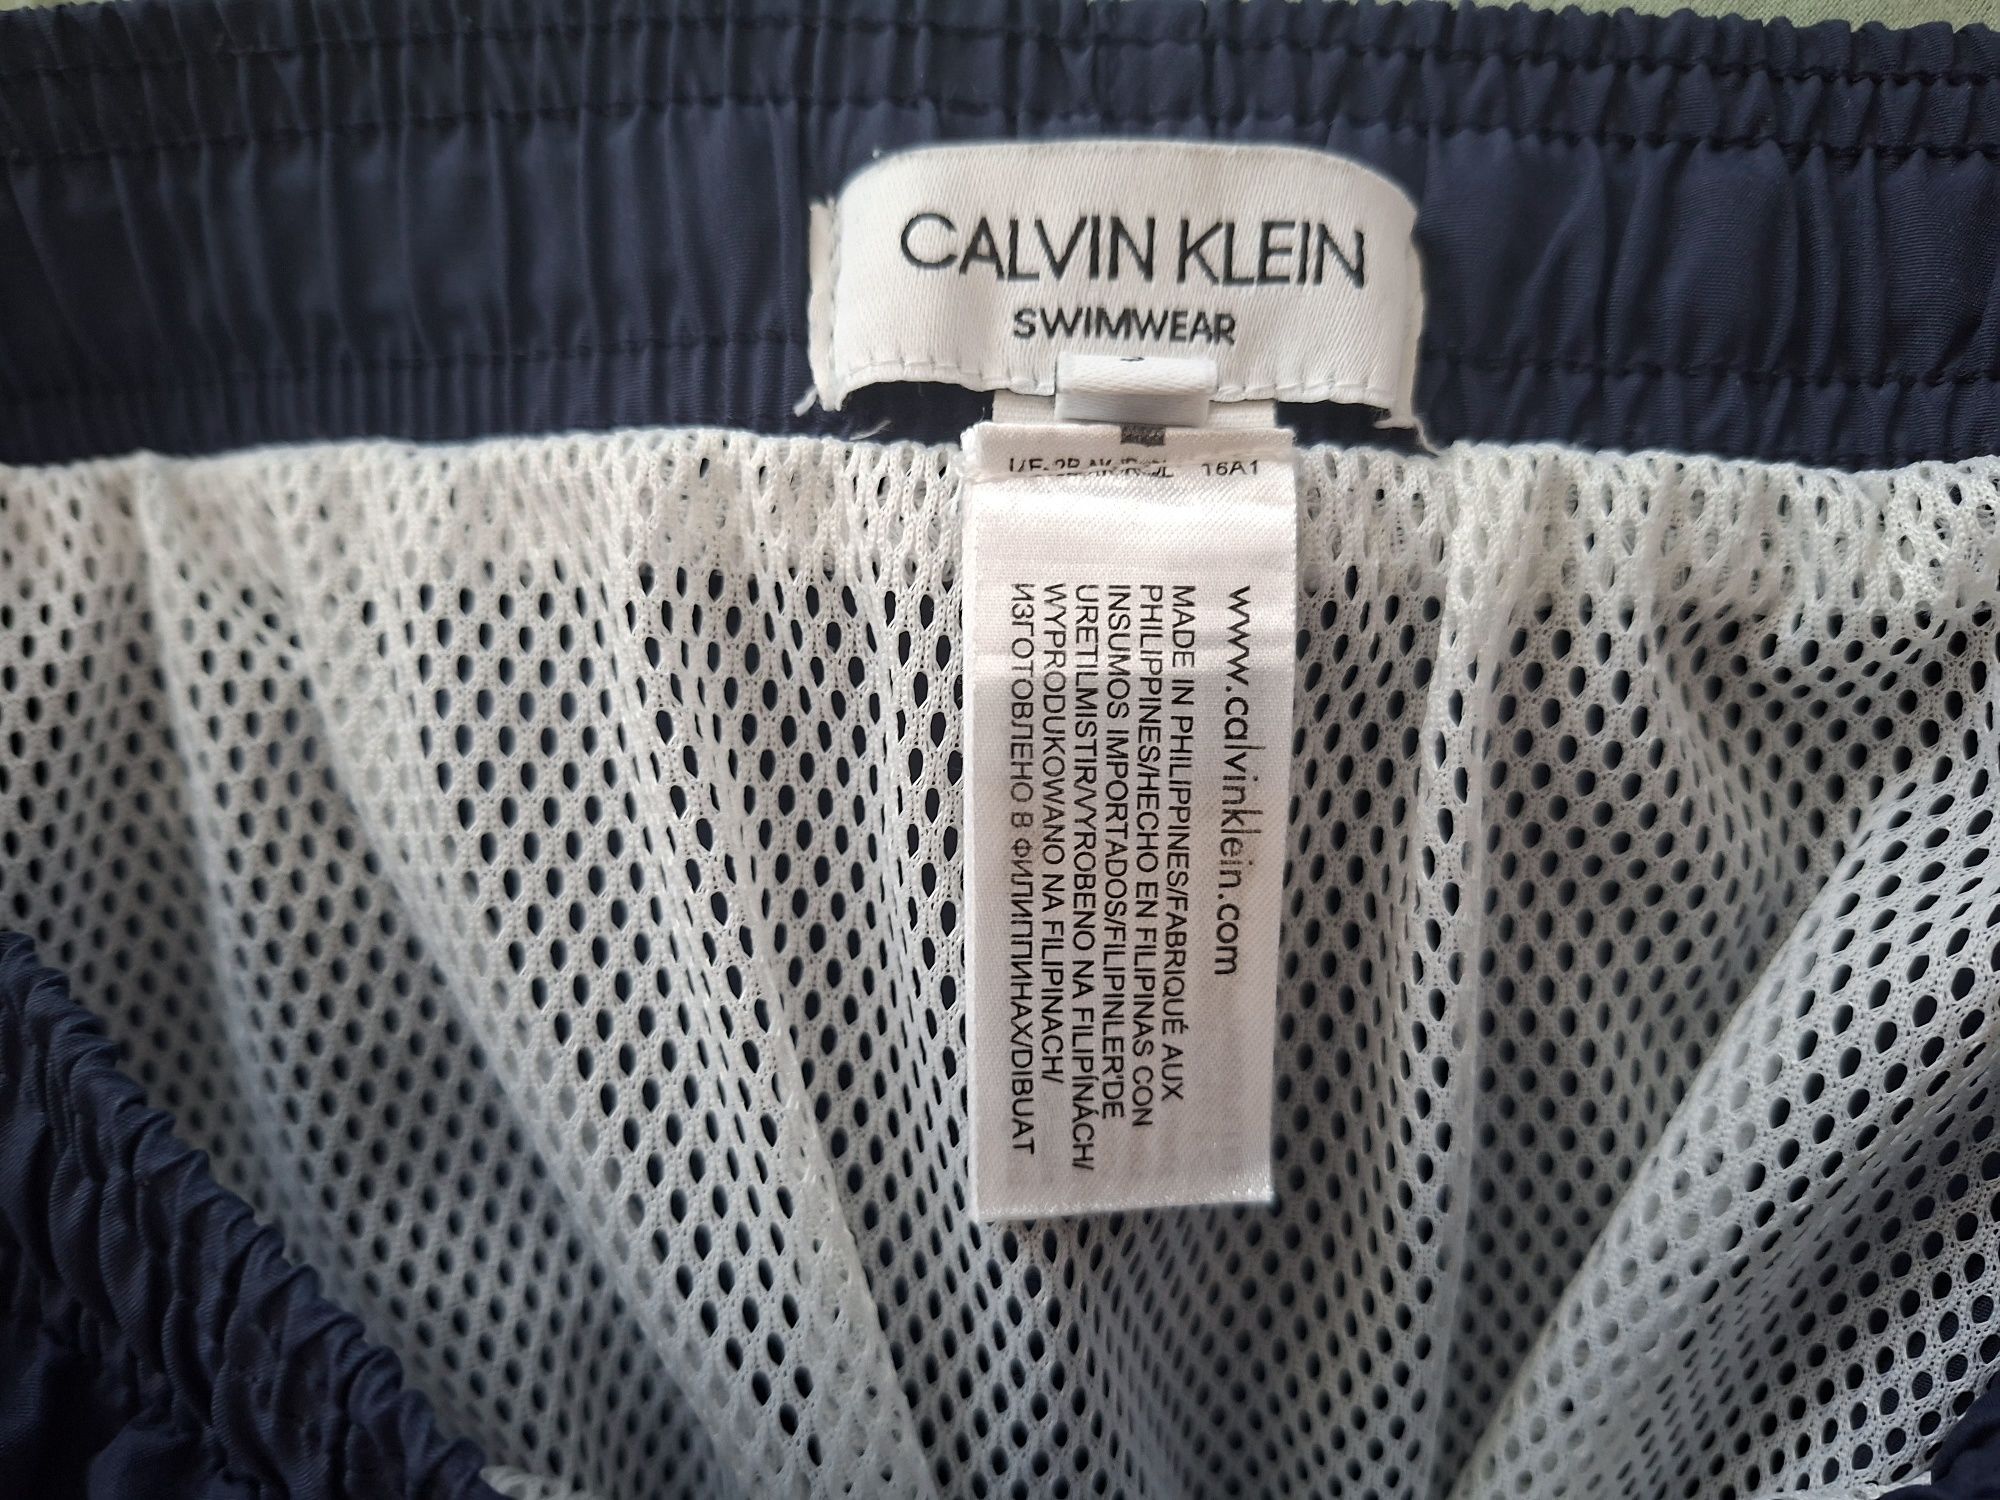 CALVIN KLEIN
SWIMWEAR
16A1
www.calvinklein.com
MADE IN PHILIPPINES/FABRIQUÉ AUX
PHILIPPINES/HECHO EN FILIPINAS CON
INSUMOS IMPORTADOS/FILIPINLER'DE
URETILMISTIR/VYROBENO NA FILIPÍNÁCH/
WYPRODUKOWANO NA FILIPINACH/
ИЗГОТОВЛЕНО В ФИЛИППИНАХ/DIBUAT